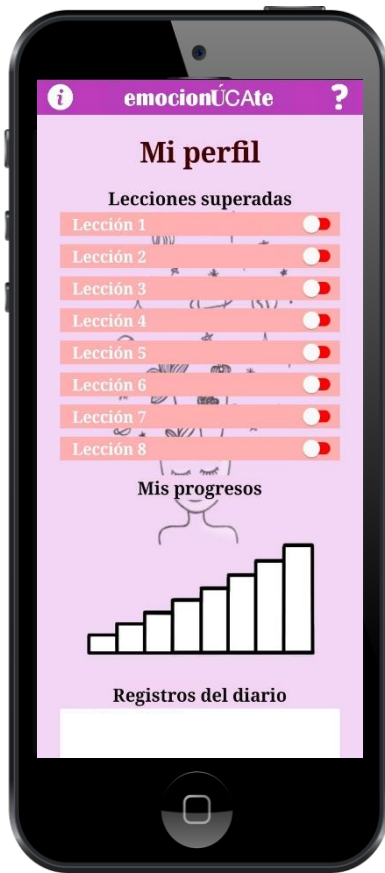 i emocionÚCAte ?
Mi perfil
Lecciones superadas
Lección 1
Lección 2
Lección 3
Lección 4
Lección 5
Lección 6
Lección 7
Lección 8
Mis progresos
Registros del diario